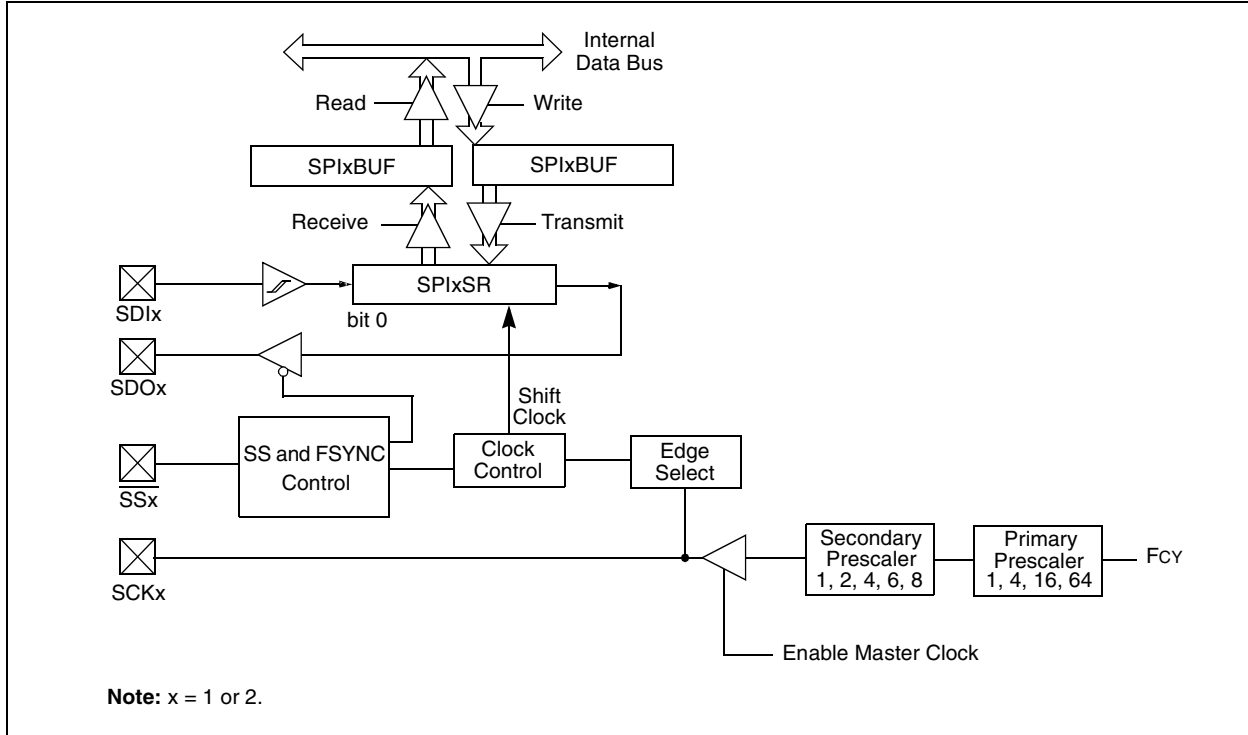 Internal
Data Bus
Read
Write
SPIxBUF
SPIxBUF
Receive
Transmit
SPIxSR
SDIx
bit 0
SDOx
Shift
Clock
SS and FSYNC
Control
Clock
Control
Edge
Select
SSx
Secondary
Prescaler
1, 2, 4, 6, 8
Primary
Prescaler
1, 4, 16, 64
FCY
SCKx
Enable Master Clock
Note: x = 1 or 2.